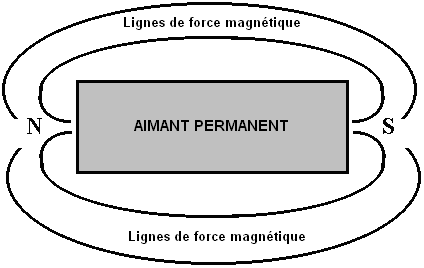 Lignes de force magnétique
N
AIMANT PERMANENT
S
Lignes de force magnétique